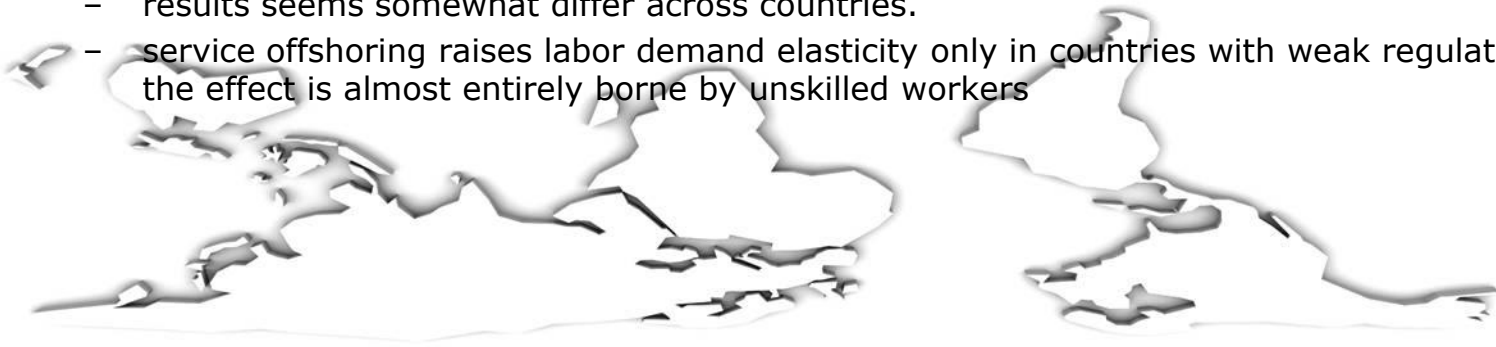 – results seems somewhat differ across countries.
– service offshoring raises labor demand elasticity only in countries with weak regulat
the effect is almost entirely borne by unskilled workers